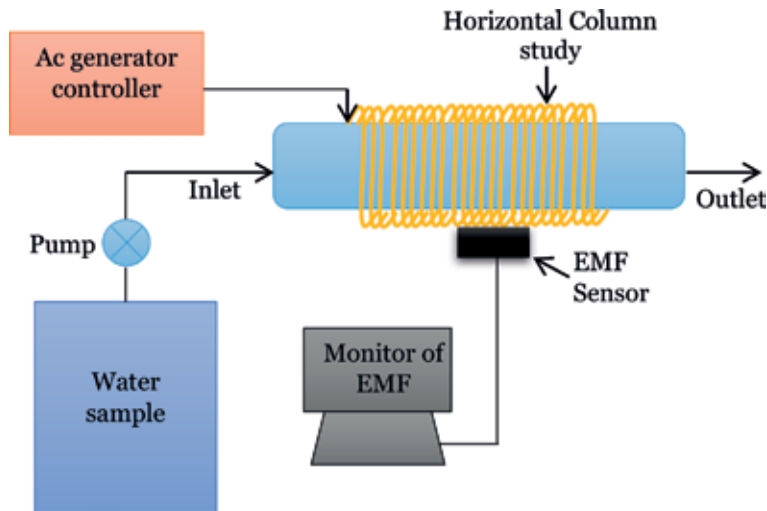 Ac generator
controller
Horizontal Column
study
Inlet
Outlet
Pump
EMF
Sensor
Monitor of
EMF
Water
sample